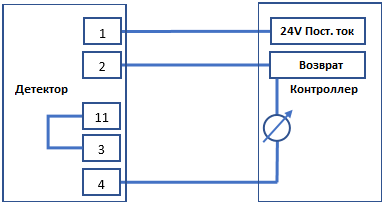 1
24V Пост. ток
2
Возврат
Детектор
Контроллер
11
3
4